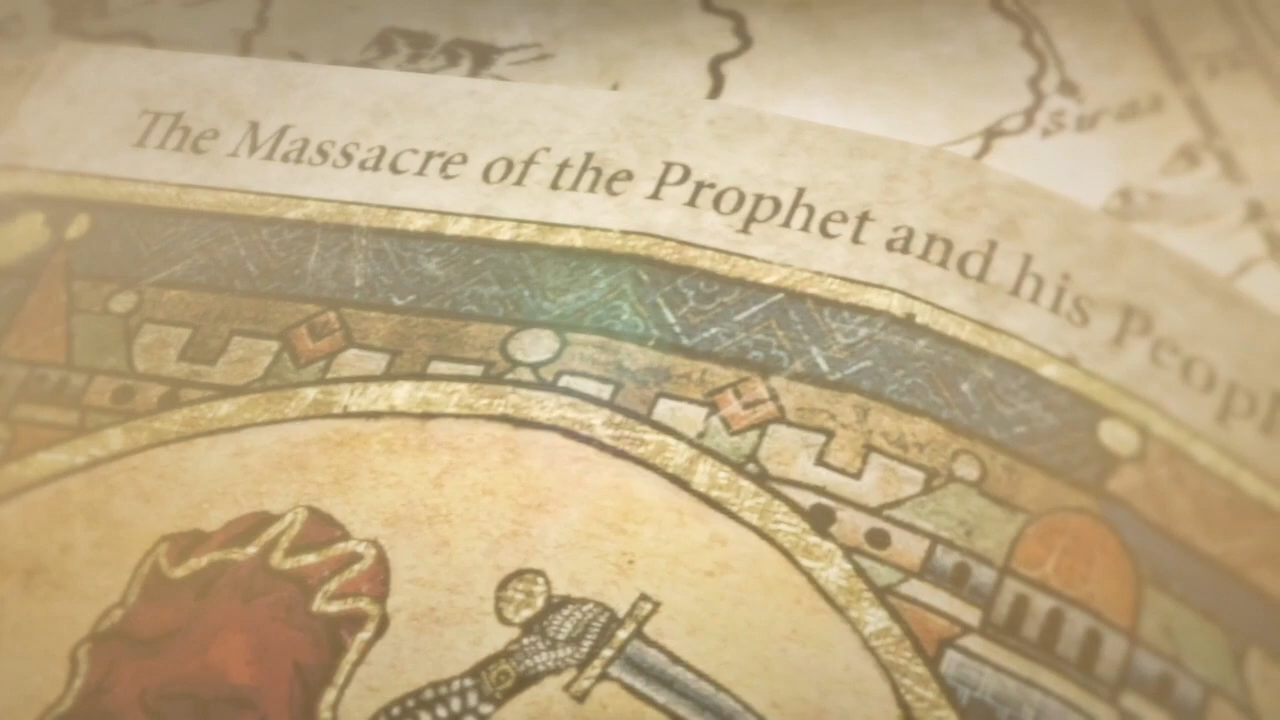 The Massacre of the Prophet and his